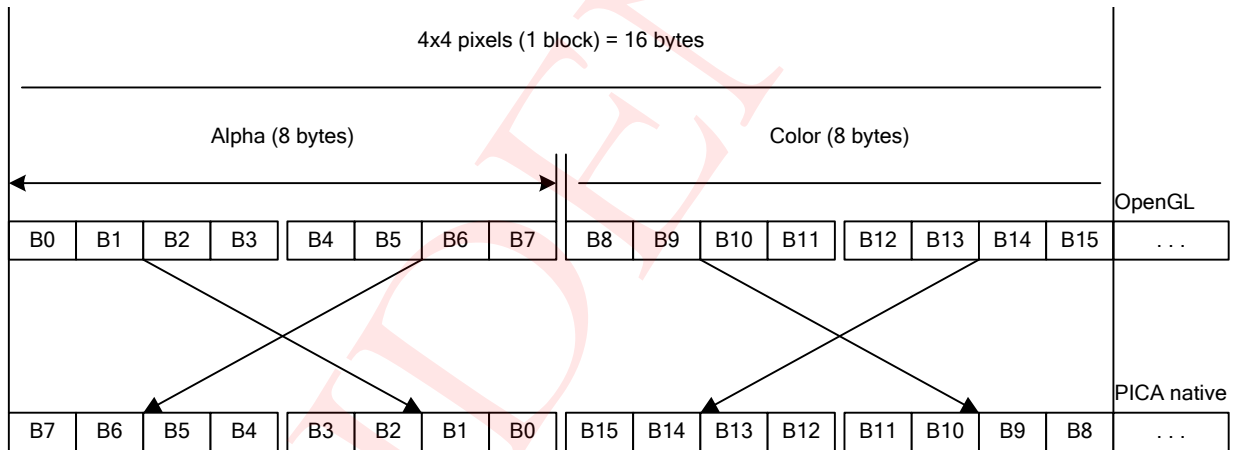 4x4 pixels (1 block) = 16 bytes
Alpha (8 bytes) Color (8 bytes)
OpenGL
B0 B1 B2 B3 B4 B5 B6 B7 B8 B9 B10 B11 B12 B13 B14 B15 . . .
PICA native
B7 B6 B5 B4 B3 B2 B1 B0 B15 B14 B13 B12 B11 B10 B9 B8 . . .